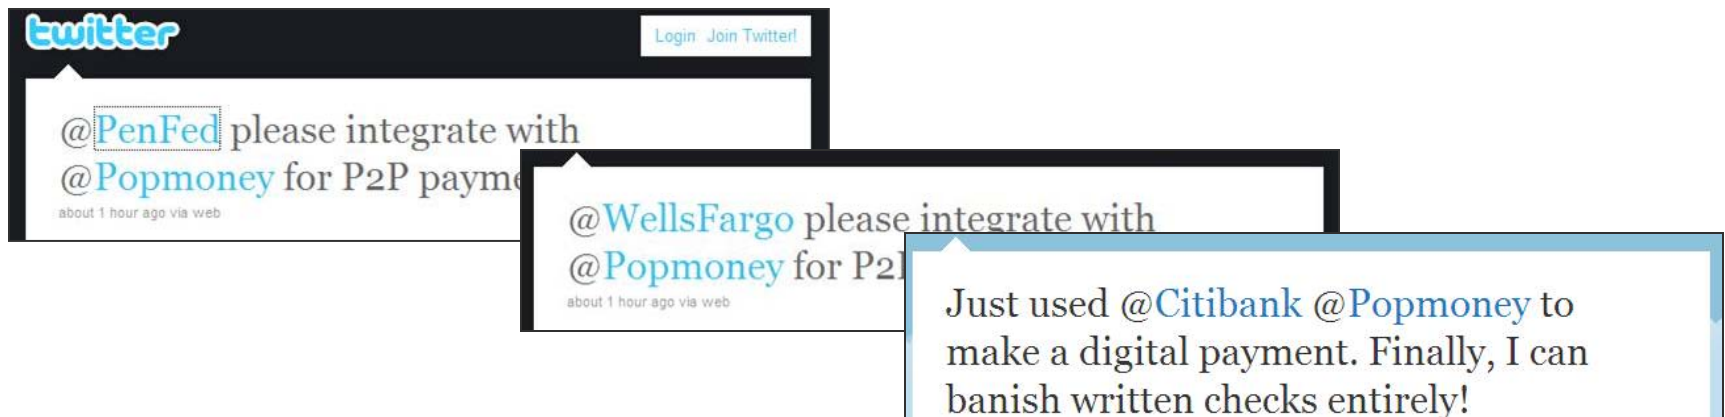 twitter
Login Join Twitter!
@PenFed please integrate with
@Popmoney for P2P
about 1 hour ago via web
@WellsFargo please integrate with
@Popmoney for
about 1 hour ago via web
Just used @Citibank @Popmoney to
make a digital payment. Finally, I can
banish written checks entirely!